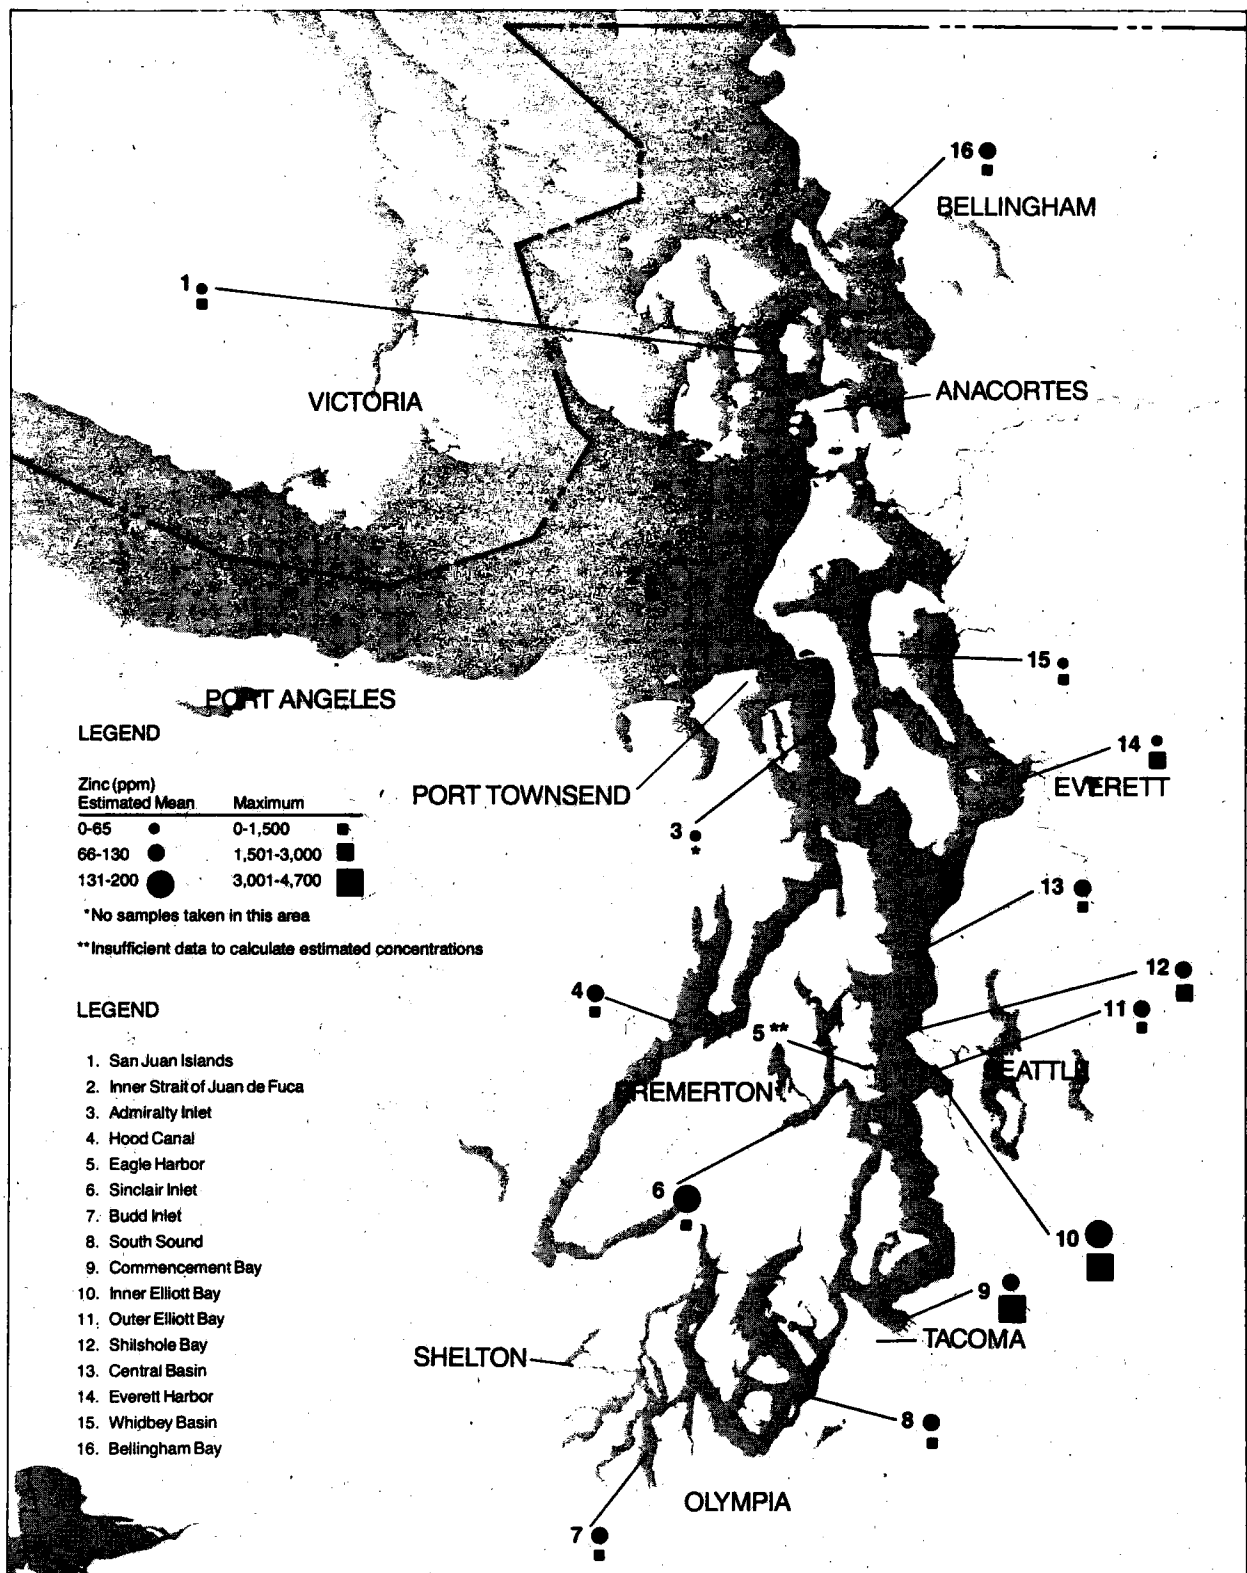 16
BELLINGHAM
1
VICTORIA
ANACORTES
15
PORT ANGELES
LEGEND
14
EVERETT
Zinc (ppm)
Estimated Mean Maximum
PORT TOWNSEND
0-65 0-1,500
66-130 1,501-3,000
131-200 3,001-4,700
3
*
*No samples taken in this area
**Insufficient data to calculate estimated concentrations
13
12
4
11
LEGEND
5 **
SEATTLE
BREMERTON
1. San Juan Islands
2. Inner Strait of Juan de Fuca
3. Admiralty Inlet
4. Hood Canal
5. Eagle Harbor
6. Sinclair Inlet
7. Budd Inlet
8. South Sound
9. Commencement Bay
10. Inner Elliott Bay
11. Outer Elliott Bay
12. Shilshole Bay
13. Central Basin
14. Everett Harbor
15. Whidbey Basin
16. Bellingham Bay
6
10
9
TACOMA
SHELTON
8
OLYMPIA
7